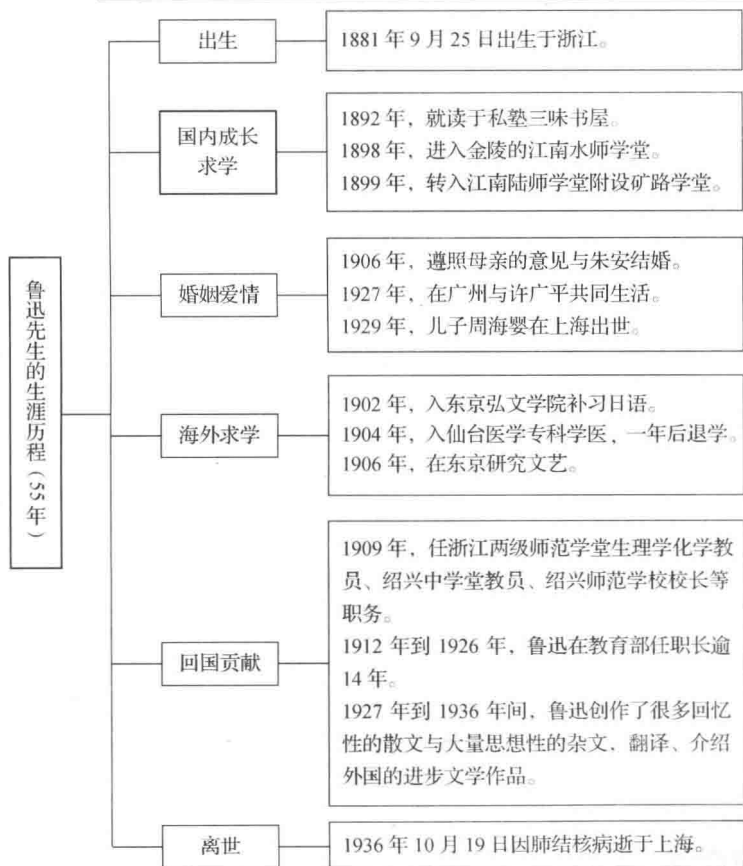 鲁迅先生的生涯历程（55年）
出生
1881年9月25日出生于浙江。
国内成长
求学
1892年，就读于私塾三味书屋。
1898年，进入金陵的江南水师学堂。
1899年，转入江南陆师学堂附设矿路学堂。
婚姻爱情
1906年，遵照母亲的意见与朱安结婚。
1927年，在广州与许广平共同生活。
1929年，儿子周海婴在上海出世。
海外求学
1902年，入东京弘文学院补习日语。
1904年，入仙台医学专科学医，一年后退学。
1906年，在东京研究文艺。
回国贡献
1909年，任浙江两级师范学堂生理学化学教
员、绍兴中学堂教员、绍兴师范学校校长等
职务。
1912年到1926年，鲁迅在教育部任职长逾
14年。
1927年到1936年间，鲁迅创作了很多回忆
性的散文与大量思想性的杂文，翻译、介绍
外国的进步文学作品。
离世
1936年10月19日因肺结核病逝于上海。